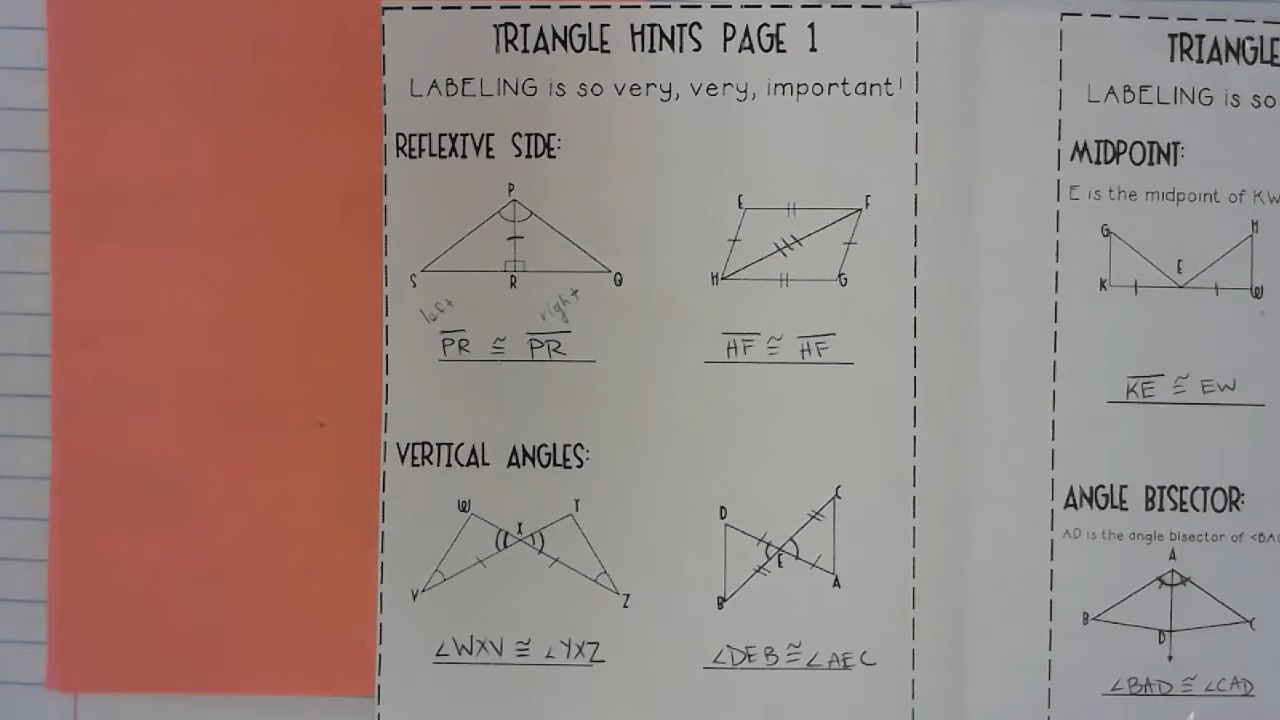 TRIANGLE HINTS PAGE 1
LABELING is so very, very, important!
REFLEXIVE SIDE:
P
S R Q
left right
PR ≅ PR
E F
H G
HF ≅ HF
VERTICAL ANGLES:
W X Y
V Z
∠WXV ≅ ∠YXZ
C
D
E
A
B
∠DEB ≅ ∠AEC
TRIANGLE
LABELING is so
MIDPOINT:
E is the midpoint of KW
G H
E
K W
KE ≅ EW
ANGLE BISECTOR:
AD is the angle bisector of <BAC
A
B C
D
∠BAD ≅ ∠CAD